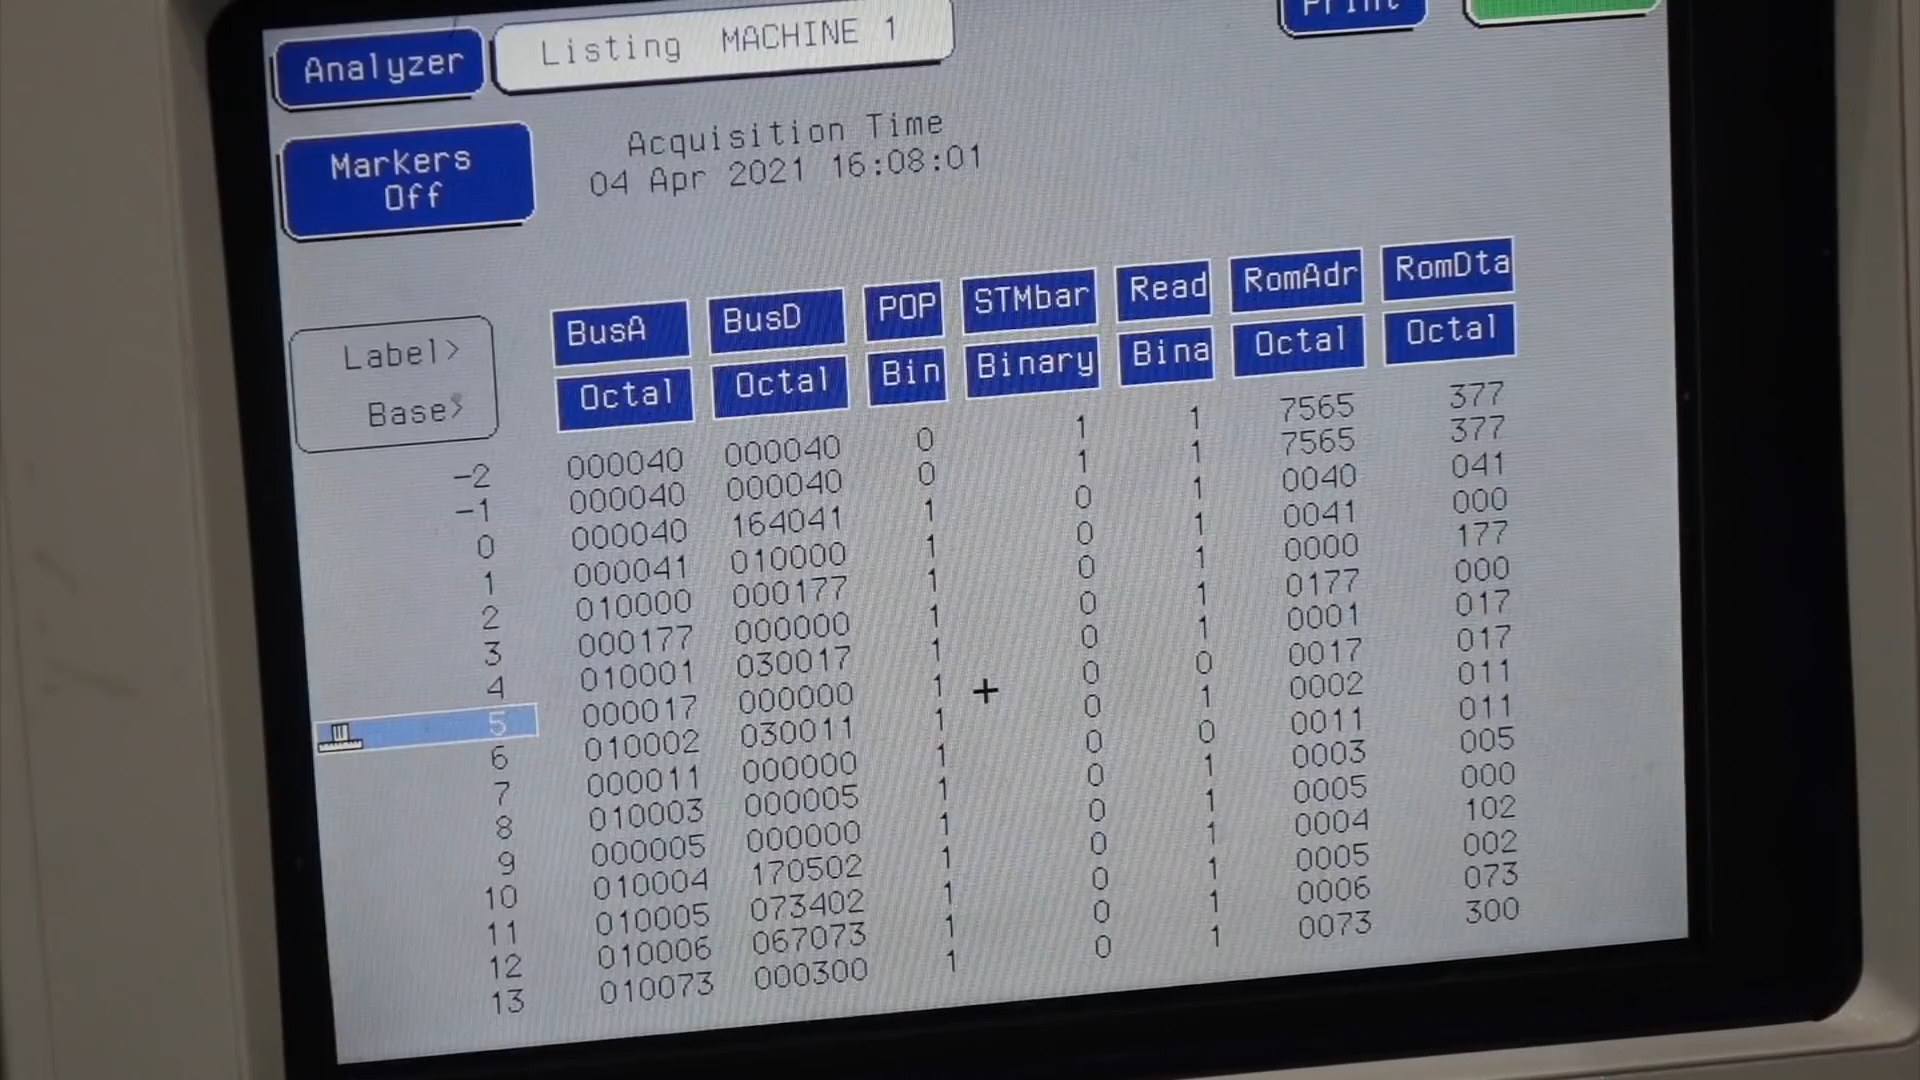 Analyzer Listing MACHINE 1 Print
Markers Off
Acquisition Time
04 Apr 2021 16:08:01
Label> BusA BusD POP STMbar Read RomAdr RomDta
Base> Octal Octal Bin Binary Bina Octal Octal
-2 000040 000040 0 1 1 7565 377
-1 000040 000040 0 1 1 7565 377
0 000040 164041 1 0 1 0040 041
1 000041 010000 1 0 1 0041 000
2 010000 000177 1 0 1 0000 177
3 000177 000000 1 0 1 0177 000
4 010001 030017 1 0 1 0001 017
5 000017 000000 1 0 0 0017 017
6 010002 030011 1 0 1 0002 011
7 000011 000000 1 0 0 0011 011
8 010003 000005 1 0 1 0003 005
9 000005 000000 1 0 1 0005 000
10 010004 170502 1 0 1 0004 102
11 010005 073402 1 0 1 0005 002
12 010006 067073 1 0 1 0006 073
13 010073 000300 1 0 1 0073 300